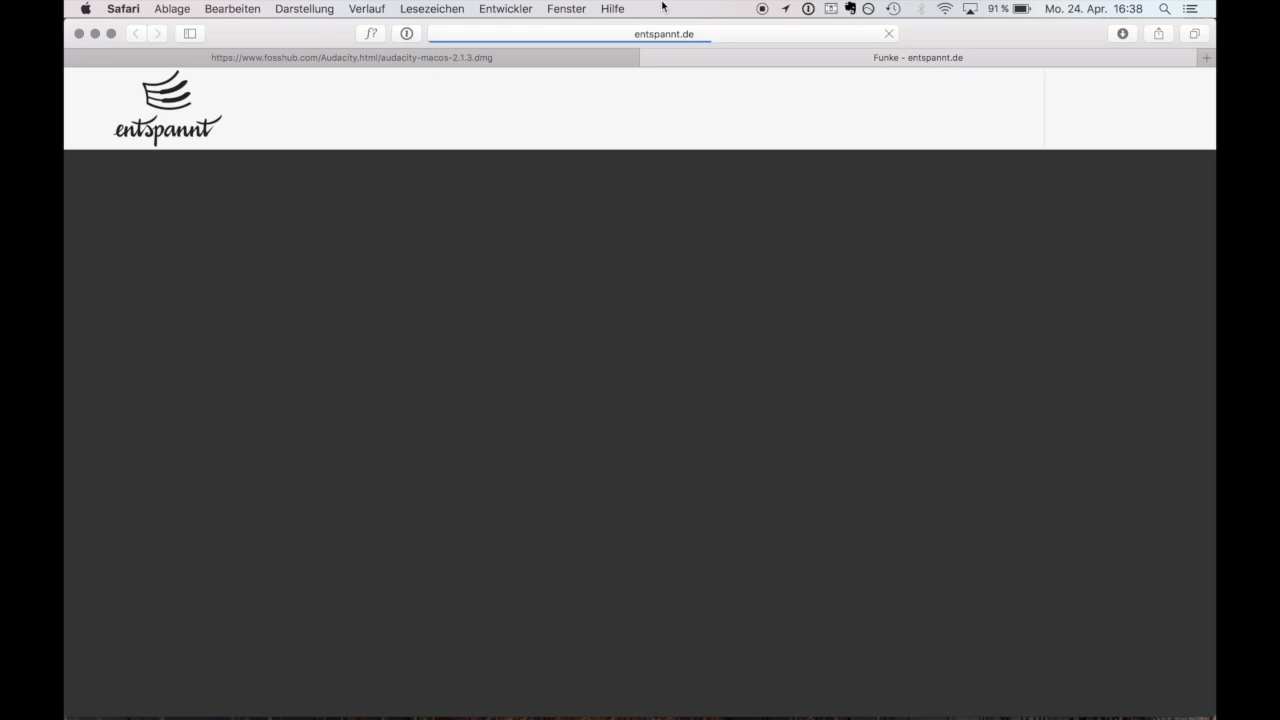 Safari Ablage Bearbeiten Darstellung Verlauf Lesezeichen Entwickler Fenster Hilfe 91 % Mo. 24. Apr. 16:38
f? entspannt.de
https://www.fosshub.com/Audacity.html/audacity-macos-2.1.3.dmg Funke - entspannt.de
entspannt